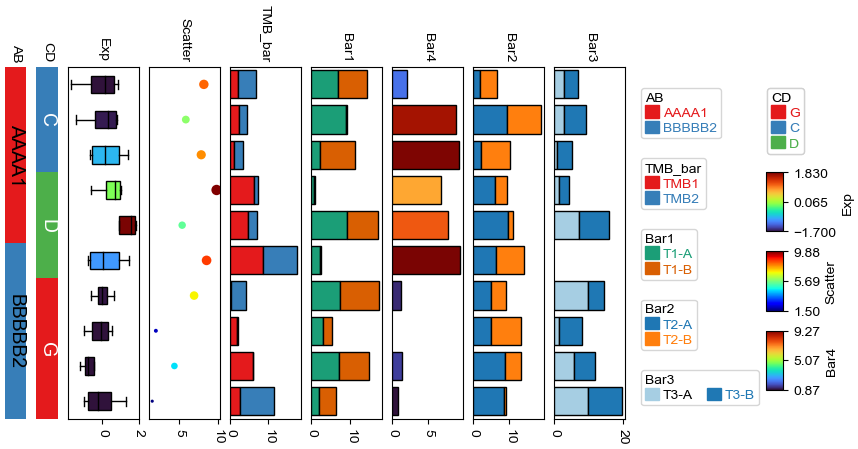 AB
CD
Exp
Scatter
TMB_bar
Bar1
Bar4
Bar2
Bar3
AAAA1
BBBBB2
C
D
G
0 2
5 10
0 10
0 10
0 5
0 10
0 20
AB
AAAA1
BBBBB2
TMB_bar
TMB1
TMB2
Bar1
T1-A
T1-B
Bar2
T2-A
T2-B
Bar3
T3-A T3-B
CD
G
C
D
1.830
0.065
−1.700
Exp
9.88
5.69
1.50
Scatter
9.27
5.07
0.87
Bar4